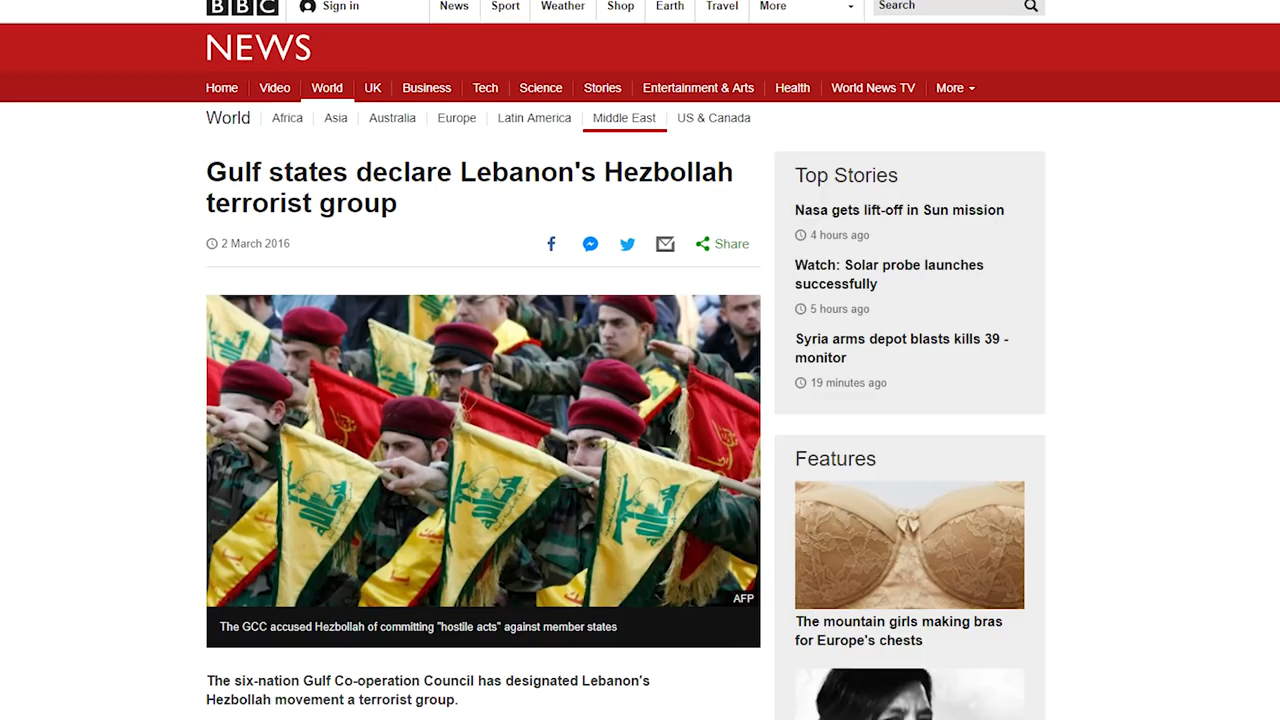 BBC
Sign in
News
Sport
Weather
Shop
Earth
Travel
More
Search
NEWS
Home
Video
World
UK
Business
Tech
Science
Stories
Entertainment & Arts
Health
World News TV
More
World
Africa
Asia
Australia
Europe
Latin America
Middle East
US & Canada
Gulf states declare Lebanon's Hezbollah
terrorist group
2 March 2016
Share
AFP
The GCC accused Hezbollah of committing "hostile acts" against member states
The six-nation Gulf Co-operation Council has designated Lebanon's
Hezbollah movement a terrorist group.
Top Stories
Nasa gets lift-off in Sun mission
4 hours ago
Watch: Solar probe launches
successfully
5 hours ago
Syria arms depot blasts kills 39 -
monitor
19 minutes ago
Features
The mountain girls making bras
for Europe's chests